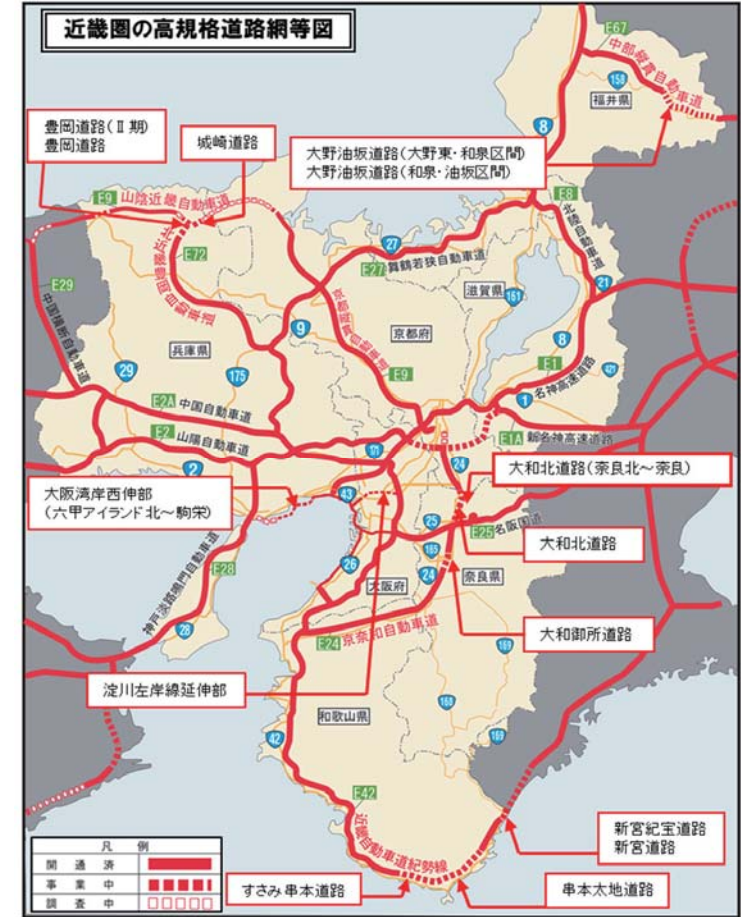 近畿圏の高規格道路網等図
E67
中部縦貫自動車道
158
福井県
8
豊岡道路(Ⅱ期)
豊岡道路
城崎道路
大野油坂道路(大野東・和泉区間)
大野油坂道路(和泉・油坂区間)
E9
山陰近畿自動車道
E8
北陸自動車道
27
E72
北近畿豊岡自動車道
E27
舞鶴若狭自動車道
滋賀県
161
21
E29
中国横断自動車道
9
京都府
京都縦貫自動車道
8
兵庫県
E9
E1
名神高速道路
421
29
175
1
E2A
中国自動車道
E2
山陽自動車道
E1A
新名神高速道路
171
24
2
大和北道路(奈良北～奈良)
大阪湾岸西伸部
(六甲アイランド北～駒栄)
43
25
E25
名阪国道
大和北道路
165
26
大阪府
24
奈良県
神戸淡路鳴門自動車道
E28
28
E24
京奈和自動車道
大和御所道路
169
淀川左岸線延伸部
和歌山県
168
42
169
E42
近畿自動車道紀勢線
新宮紀宝道路
新宮道路
凡例
開通済
事業中
調査中
すさみ串本道路
串本太地道路